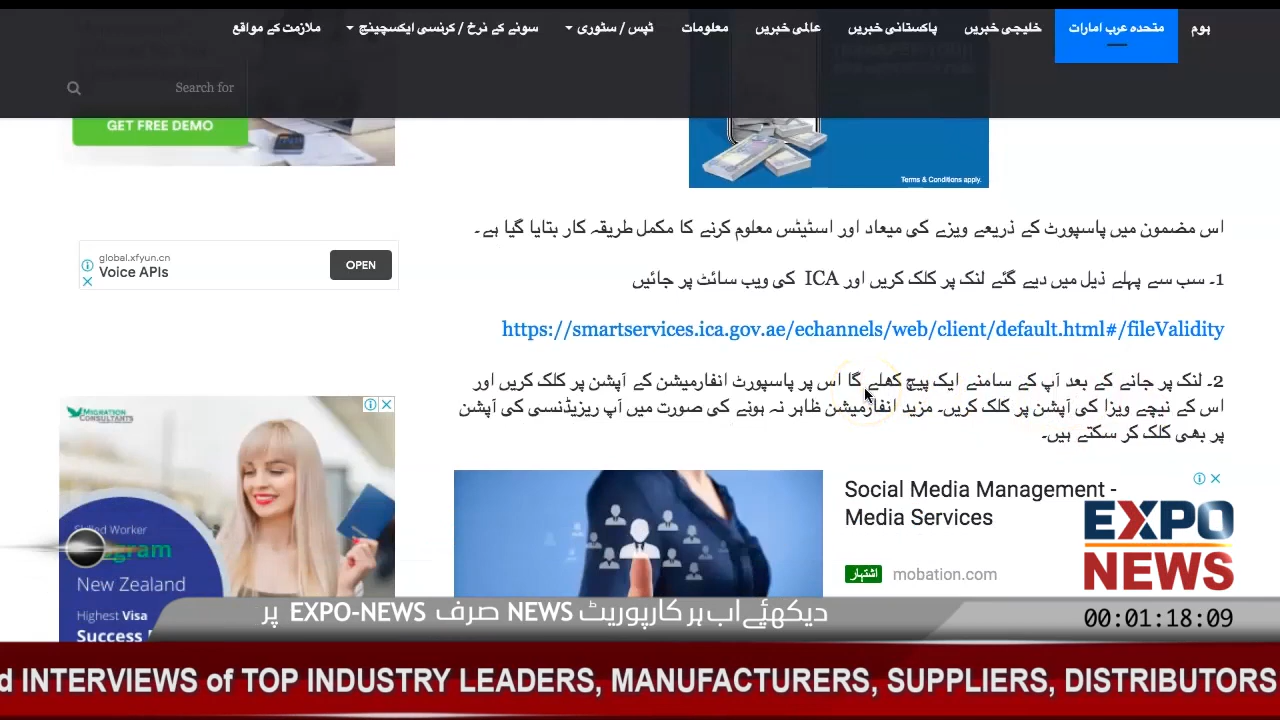 ہوم
متحدہ عرب امارات
خلیجی خبریں
پاکستانی خبریں
عالمی خبریں
معلومات
ٹپس / سٹوری
سونے کے نرخ / کرنسی ایکسچینج
ملازمت کے مواقع
Search for
GET FREE DEMO
Terms & Conditions apply.
اس مضمون میں پاسپورٹ کے ذریعے ویزے کی میعاد اور اسٹیٹس معلوم کرنے کا مکمل طریقہ کار بتایا گیا ہے۔
global.xfyun.cn
Voice APIs
OPEN
1۔ سب سے پہلے ذیل میں دیے گئے لنک پر کلک کریں اور ICA کی ویب سائٹ پر جائیں
https://smartservices.ica.gov.ae/echannels/web/client/default.html#/fileValidity
2۔ لنک پر جانے کے بعد آپ کے سامنے ایک پیچ کھلے گا اس پر پاسپورٹ انفارمیشن کے آپشن پر کلک کریں اور
اس کے نیچے ویزا کی آپشن پر کلک کریں۔ مزید انفارمیشن ظاہر نہ ہونے کی صورت میں آپ ریزیڈنسی کی آپشن
پر بھی کلک کر سکتے ہیں۔
MIGRATION
CONSULTANTS
Skilled Worker
New Zealand
Highest Visa
Social Media Management -
Media Services
اشتہار
mobation.com
EXPO
NEWS
00:01:18:09
دیکھئے اب ہر کارپوریٹ NEWS صرف EXPO-NEWS پر
d INTERVIEWS of TOP INDUSTRY LEADERS, MANUFACTURERS, SUPPLIERS, DISTRIBUTORS